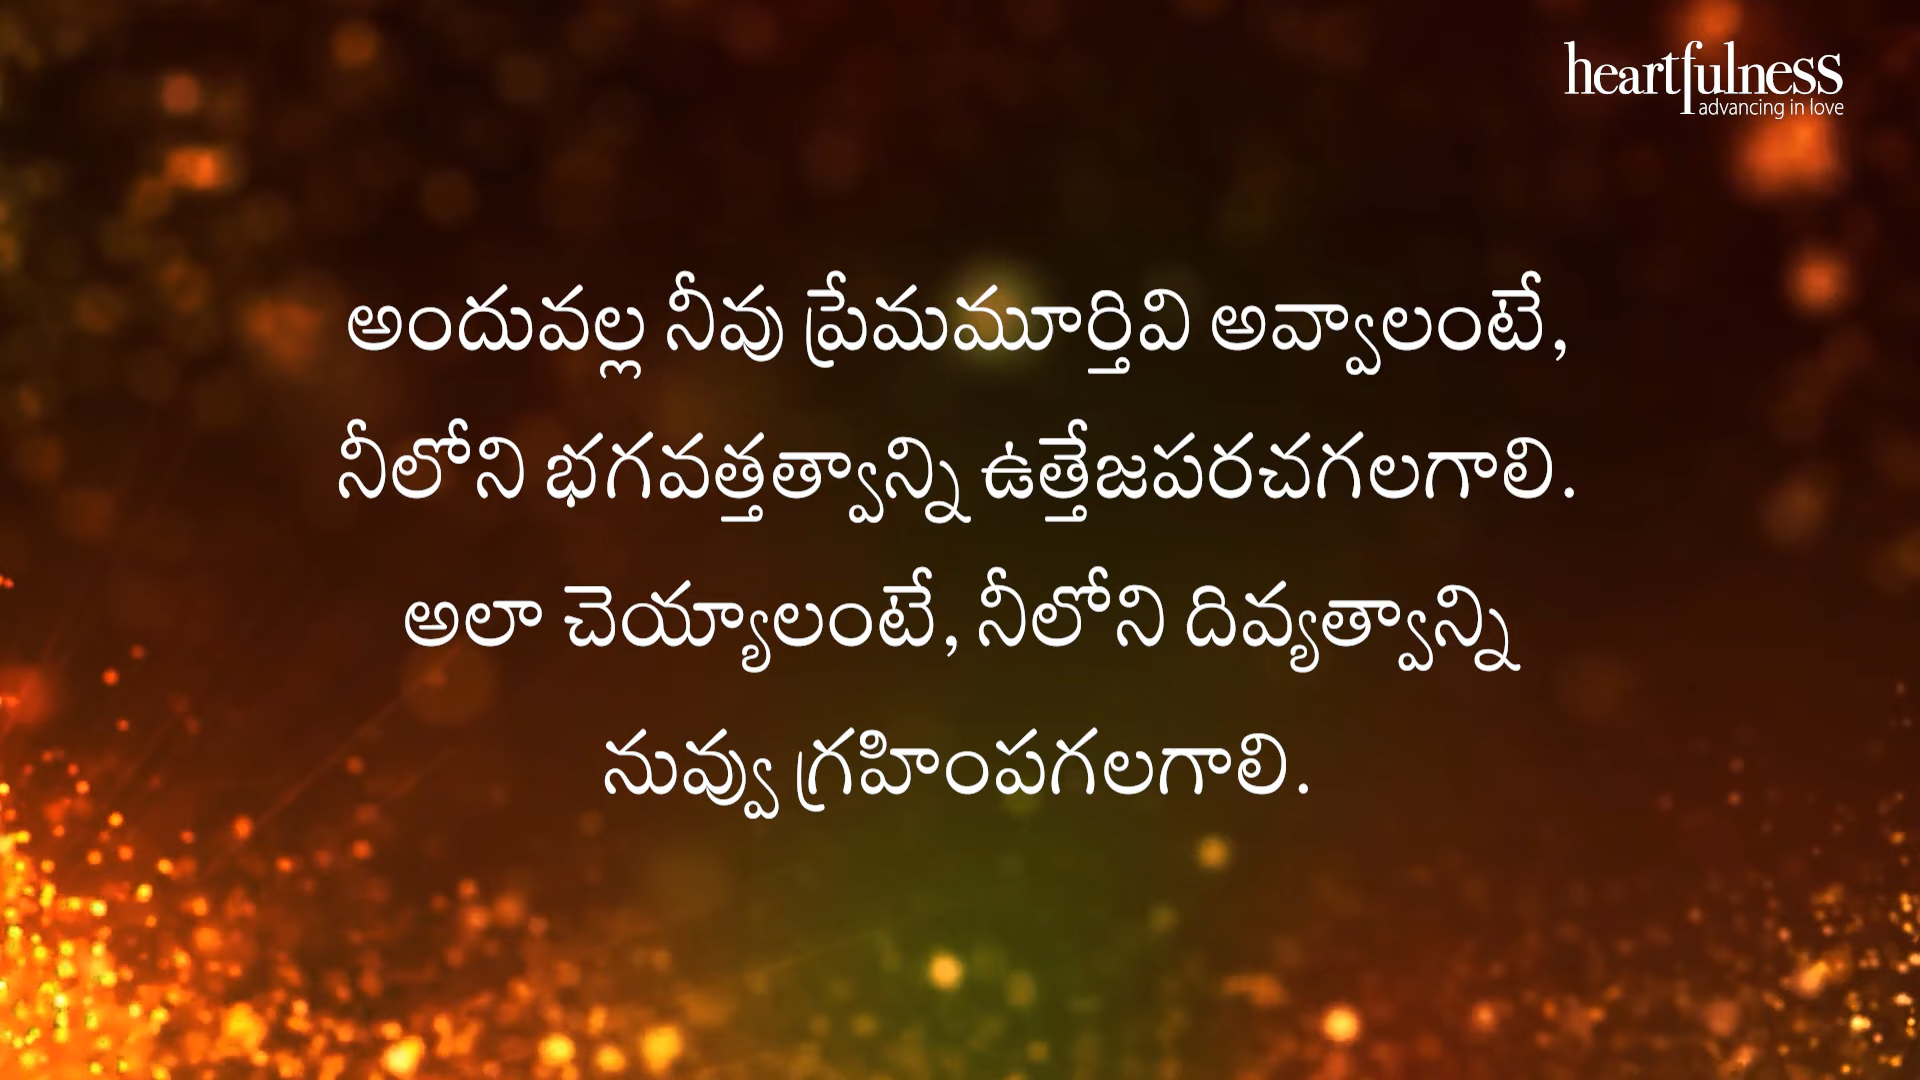 heartfulness
advancing in love
అందువల్ల నీవు ప్రేమమూర్తివి అవ్వాలంటే,
నీలోని భగవత్తత్వాన్ని ఉత్తేజపరచగలగాలి.
అలా చెయ్యాలంటే, నీలోని దివ్యత్వాన్ని
నువ్వు గ్రహింపగలగాలి.